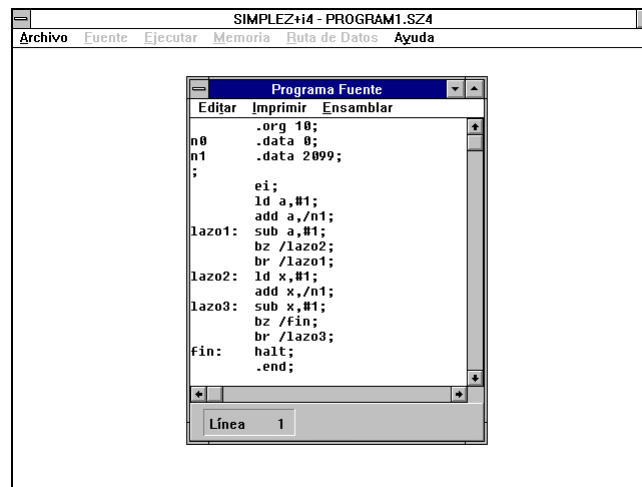 SIMPLEZ+i4 - PROGRAM1.SZ4
Archivo Fuente Ejecutar Memoria Ruta de Datos Ayuda
Programa Fuente
Editar Imprimir Ensamblar
.org 10;
n0 .data 0;
n1 .data 2099;
;
ei;
ld a,#1;
add a,/n1;
lazo1: sub a,#1;
bz /lazo2;
br /lazo1;
lazo2: ld x,#1;
add x,/n1;
lazo3: sub x,#1;
bz /fin;
br /lazo3;
fin: halt;
.end;
Línea 1